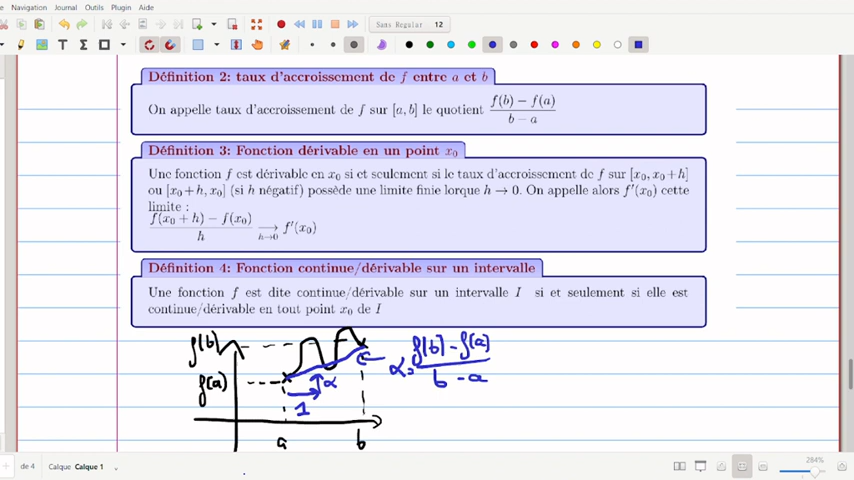 Navigation Journal Outils Plugin Aide
Sans Regular 12
Définition 2: taux d'accroissement de f entre a et b
On appelle taux d'accroissement de f sur [a, b] le quotient f(b) − f(a) / b − a
Définition 3: Fonction dérivable en un point x₀
Une fonction f est dérivable en x₀ si et seulement si le taux d'accroissement de f sur [x₀, x₀+h]
ou [x₀+h, x₀] (si h négatif) possède une limite finie lorque h → 0. On appelle alors f'(x₀) cette
limite :
f(x₀ + h) − f(x₀) / h ⟶ h→0 f'(x₀)
Définition 4: Fonction continue/dérivable sur un intervalle
Une fonction f est dite continue/dérivable sur un intervalle I si et seulement si elle est
continue/dérivable en tout point x₀ de I
f(b)
f(a)
α
1
a b
α = f(b) - f(a) / b - a
de 4 Calque Calque 1 284%